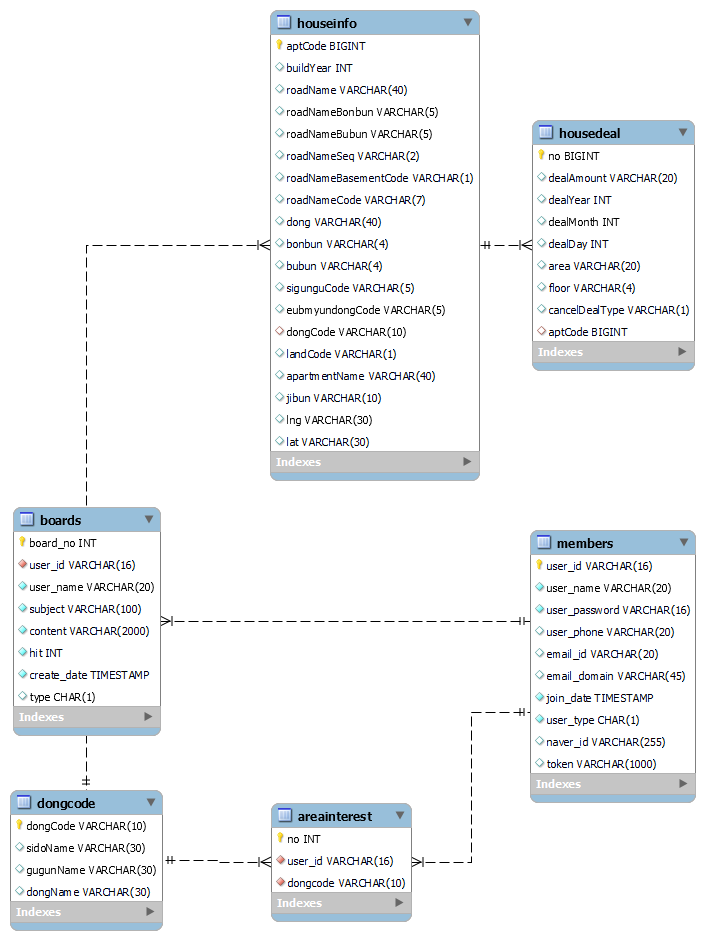 houseinfo
aptCode BIGINT
buildYear INT
roadName VARCHAR(40)
roadNameBonbun VARCHAR(5)
roadNameBubun VARCHAR(5)
roadNameSeq VARCHAR(2)
roadNameBasementCode VARCHAR(1)
roadNameCode VARCHAR(7)
dong VARCHAR(40)
bonbun VARCHAR(4)
bubun VARCHAR(4)
sigunguCode VARCHAR(5)
eubmyundongCode VARCHAR(5)
dongCode VARCHAR(10)
landCode VARCHAR(1)
apartmentName VARCHAR(40)
jibun VARCHAR(10)
lng VARCHAR(30)
lat VARCHAR(30)
Indexes
housedeal
no BIGINT
dealAmount VARCHAR(20)
dealYear INT
dealMonth INT
dealDay INT
area VARCHAR(20)
floor VARCHAR(4)
cancelDealType VARCHAR(1)
aptCode BIGINT
Indexes
boards
board_no INT
user_id VARCHAR(16)
user_name VARCHAR(20)
subject VARCHAR(100)
content VARCHAR(2000)
hit INT
create_date TIMESTAMP
type CHAR(1)
Indexes
members
user_id VARCHAR(16)
user_name VARCHAR(20)
user_password VARCHAR(16)
user_phone VARCHAR(20)
email_id VARCHAR(20)
email_domain VARCHAR(45)
join_date TIMESTAMP
user_type CHAR(1)
naver_id VARCHAR(255)
token VARCHAR(1000)
Indexes
dongcode
dongCode VARCHAR(10)
sidoName VARCHAR(30)
gugunName VARCHAR(30)
dongName VARCHAR(30)
Indexes
areainterest
no INT
user_id VARCHAR(16)
dongcode VARCHAR(10)
Indexes